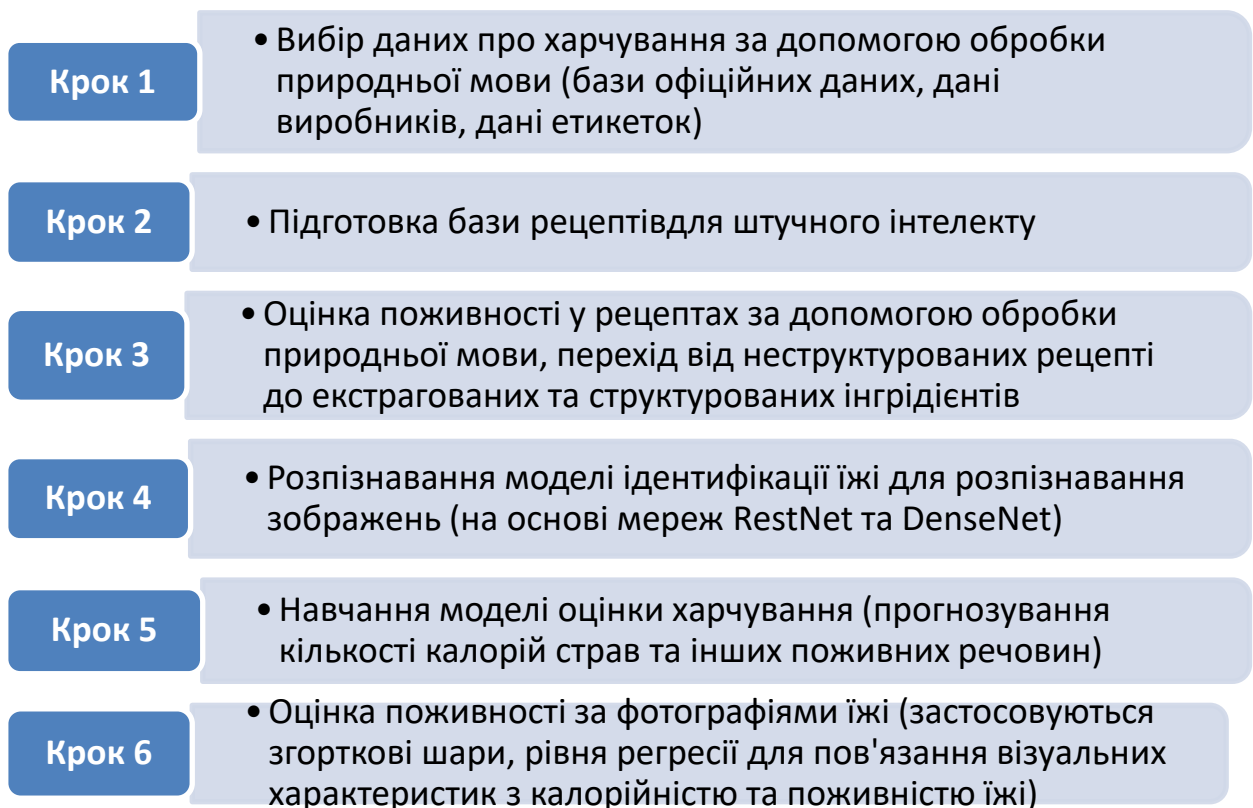 Крок 1
• Вибір даних про харчування за допомогою обробки
природньої мови (бази офіційних даних, дані
виробників, дані етикеток)
Крок 2
• Підготовка бази рецептівдля штучного інтелекту
Крок 3
• Оцінка поживності у рецептах за допомогою обробки
природньої мови, перехід від неструктурованих рецепті
до екстрагованих та структурованих інгрідієнтів
Крок 4
• Розпізнавання моделі ідентифікації їжі для розпізнавання
зображень (на основі мереж RestNet та DenseNet)
Крок 5
• Навчання моделі оцінки харчування (прогнозування
кількості калорій страв та інших поживних речовин)
Крок 6
• Оцінка поживності за фотографіями їжі (застосовуються
згорткові шари, рівня регресії для пов'язання візуальних
характеристик з калорійністю та поживністю їжі)